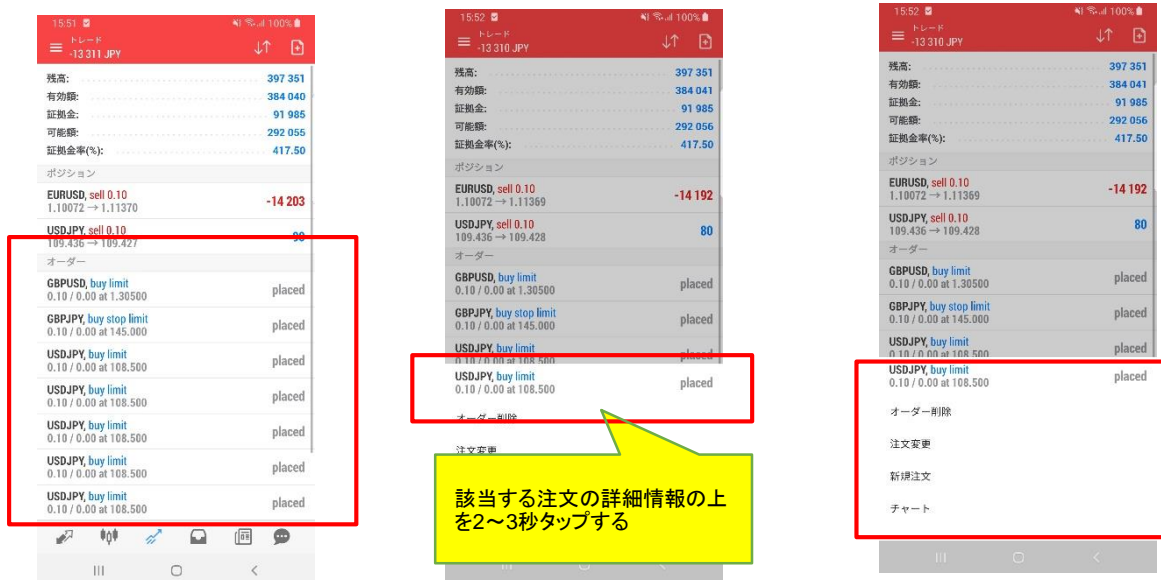 15:51 100%
トレード
-13 311 JPY
残高: 397 351
有効額: 384 040
証拠金: 91 985
可能額: 292 055
証拠金率(%): 417.50
ポジション
EURUSD, sell 0.10
1.10072 → 1.11370 -14 203
USDJPY, sell 0.10
109.436 → 109.427
オーダー
GBPUSD, buy limit
0.10 / 0.00 at 1.30500 placed
GBPJPY, buy stop limit
0.10 / 0.00 at 145.000 placed
USDJPY, buy limit
0.10 / 0.00 at 108.500 placed
USDJPY, buy limit
0.10 / 0.00 at 108.500 placed
USDJPY, buy limit
0.10 / 0.00 at 108.500 placed
USDJPY, buy limit
0.10 / 0.00 at 108.500 placed
USDJPY, buy limit
0.10 / 0.00 at 108.500 placed
15:52 100%
トレード
-13 310 JPY
残高: 397 351
有効額: 384 041
証拠金: 91 985
可能額: 292 056
証拠金率(%): 417.50
ポジション
EURUSD, sell 0.10
1.10072 → 1.11369 -14 192
USDJPY, sell 0.10
109.436 → 109.428 80
オーダー
GBPUSD, buy limit
0.10 / 0.00 at 1.30500 placed
GBPJPY, buy stop limit
0.10 / 0.00 at 145.000 placed
USDJPY, buy limit
0.10 / 0.00 at 108.500 placed
USDJPY, buy limit
0.10 / 0.00 at 108.500 placed
オーダー削除
注文変更
該当する注文の詳細情報の上
を2～3秒タップする
15:52 100%
トレード
-13 310 JPY
残高: 397 351
有効額: 384 041
証拠金: 91 985
可能額: 292 056
証拠金率(%): 417.50
ポジション
EURUSD, sell 0.10
1.10072 → 1.11369 -14 192
USDJPY, sell 0.10
109.436 → 109.428 80
オーダー
GBPUSD, buy limit
0.10 / 0.00 at 1.30500 placed
GBPJPY, buy stop limit
0.10 / 0.00 at 145.000 placed
USDJPY, buy limit
0.10 / 0.00 at 108.500 placed
USDJPY, buy limit
0.10 / 0.00 at 108.500 placed
オーダー削除
注文変更
新規注文
チャート